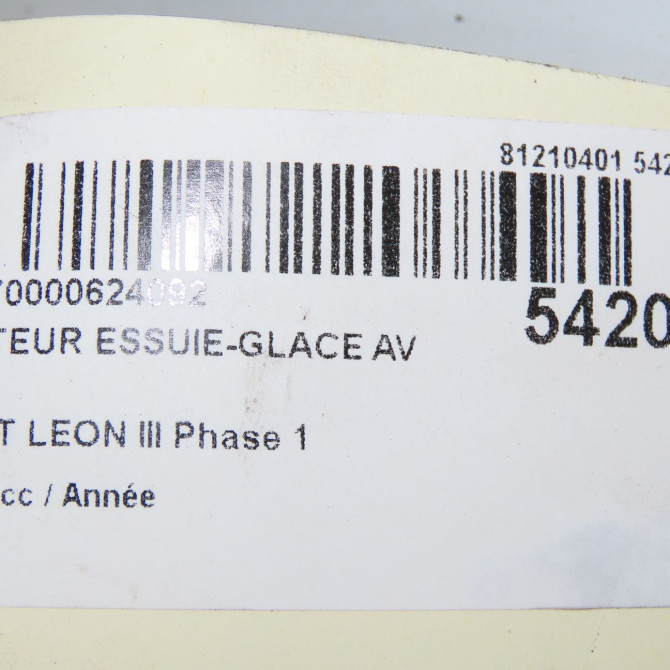 81210401 542
70000624092
5420
TEUR ESSUIE-GLACE AV
T LEON III Phase 1
cc / Année